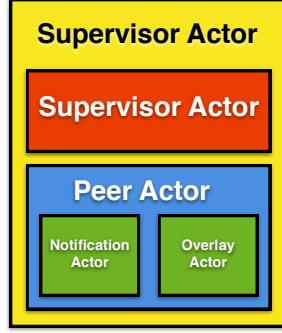 Supervisor Actor
Supervisor Actor
Peer Actor
Notification
Actor
Overlay
Actor